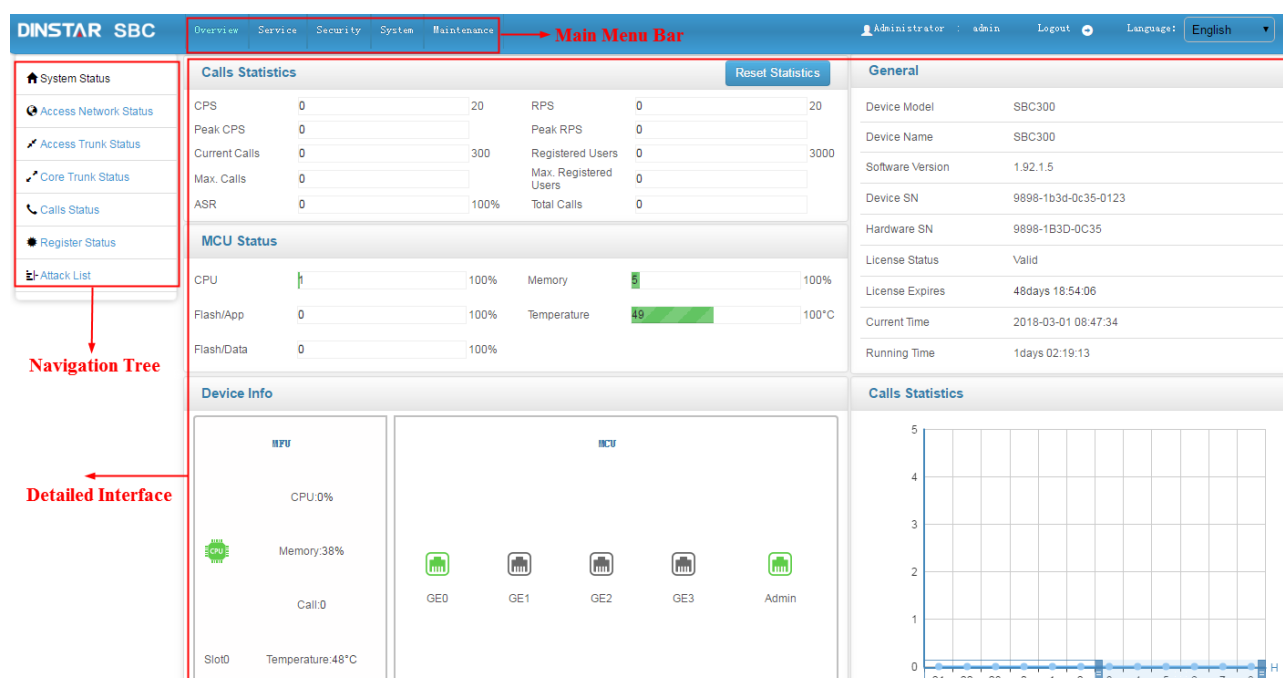 DINSTAR SBC
Overview Service Security System Maintenance
Main Menu Bar
Administrator : admin Logout Language: English
System Status
Access Network Status
Access Trunk Status
Core Trunk Status
Calls Status
Register Status
Attack List
Navigation Tree
Detailed Interface
Calls Statistics Reset Statistics
CPS 0 20 RPS 0 20
Peak CPS 0 Peak RPS 0
Current Calls 0 300 Registered Users 0 3000
Max. Calls 0 Max. Registered Users 0
ASR 0 100% Total Calls 0
MCU Status
CPU 1 100% Memory 5 100%
Flash/App 0 100% Temperature 49 100°C
Flash/Data 0 100%
Device Info
MFU
CPU:0%
CPU
Memory:38%
Call:0
Slot0 Temperature:48°C
MCU
GE0 GE1 GE2 GE3 Admin
General
Device Model SBC300
Device Name SBC300
Software Version 1.92.1.5
Device SN 9898-1b3d-0c35-0123
Hardware SN 9898-1B3D-0C35
License Status Valid
License Expires 48days 18:54:06
Current Time 2018-03-01 08:47:34
Running Time 1days 02:19:13
Calls Statistics
5
4
3
2
1
0
H